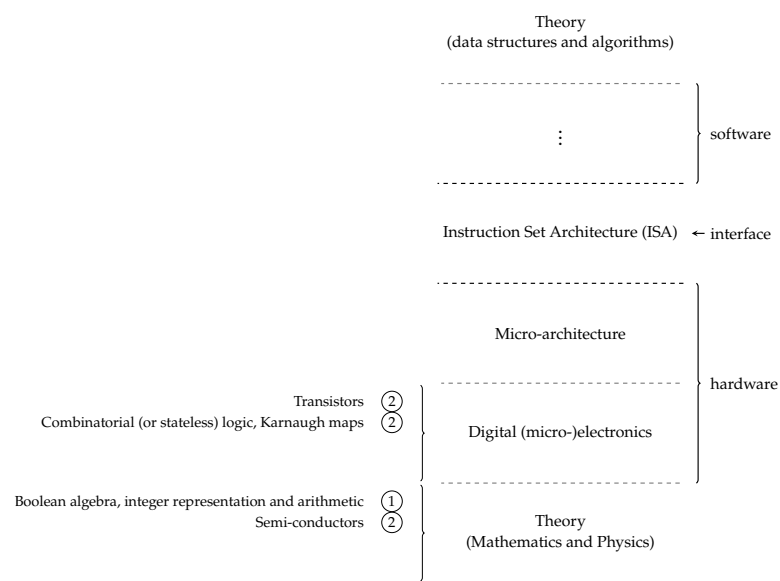 Theory
(data structures and algorithms)
⋮
software
Instruction Set Architecture (ISA) ← interface
Micro-architecture
hardware
Transistors ②
Combinatorial (or stateless) logic, Karnaugh maps ②
Digital (micro-)electronics
Boolean algebra, integer representation and arithmetic ①
Semi-conductors ②
Theory
(Mathematics and Physics)